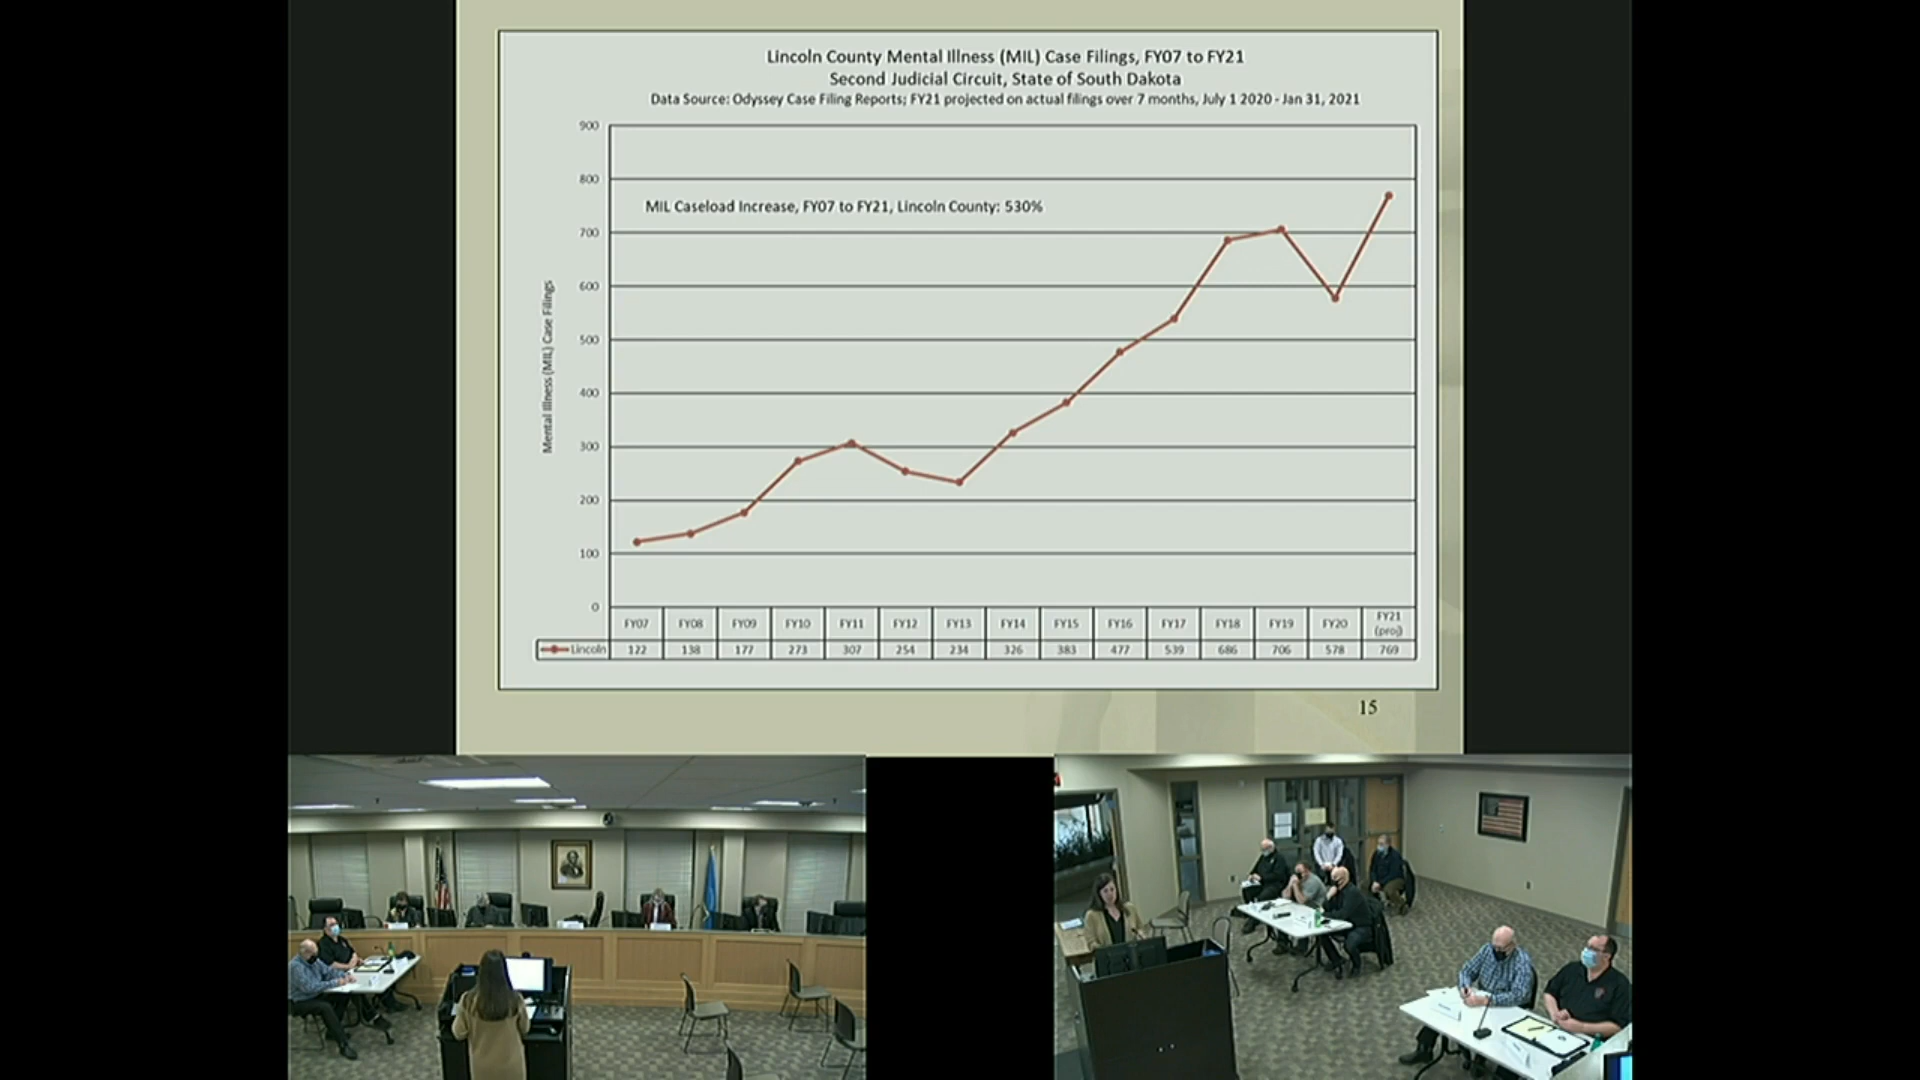 Lincoln County Mental Illness (MIL) Case Filings, FY07 to FY21
Second Judicial Circuit, State of South Dakota
Data Source: Odyssey Case Filing Reports; FY21 projected on actual filings over 7 months, July 1 2020 - Jan 31, 2021
900
800
MIL Caseload Increase, FY07 to FY21, Lincoln County: 530%
700
600
500
400
300
200
100
0
Mental Illness (MIL) Case Filings
FY07 FY08 FY09 FY10 FY11 FY12 FY13 FY14 FY15 FY16 FY17 FY18 FY19 FY20 FY21 (proj)
Lincoln 122 138 177 273 307 254 234 326 383 477 539 686 706 578 769
15